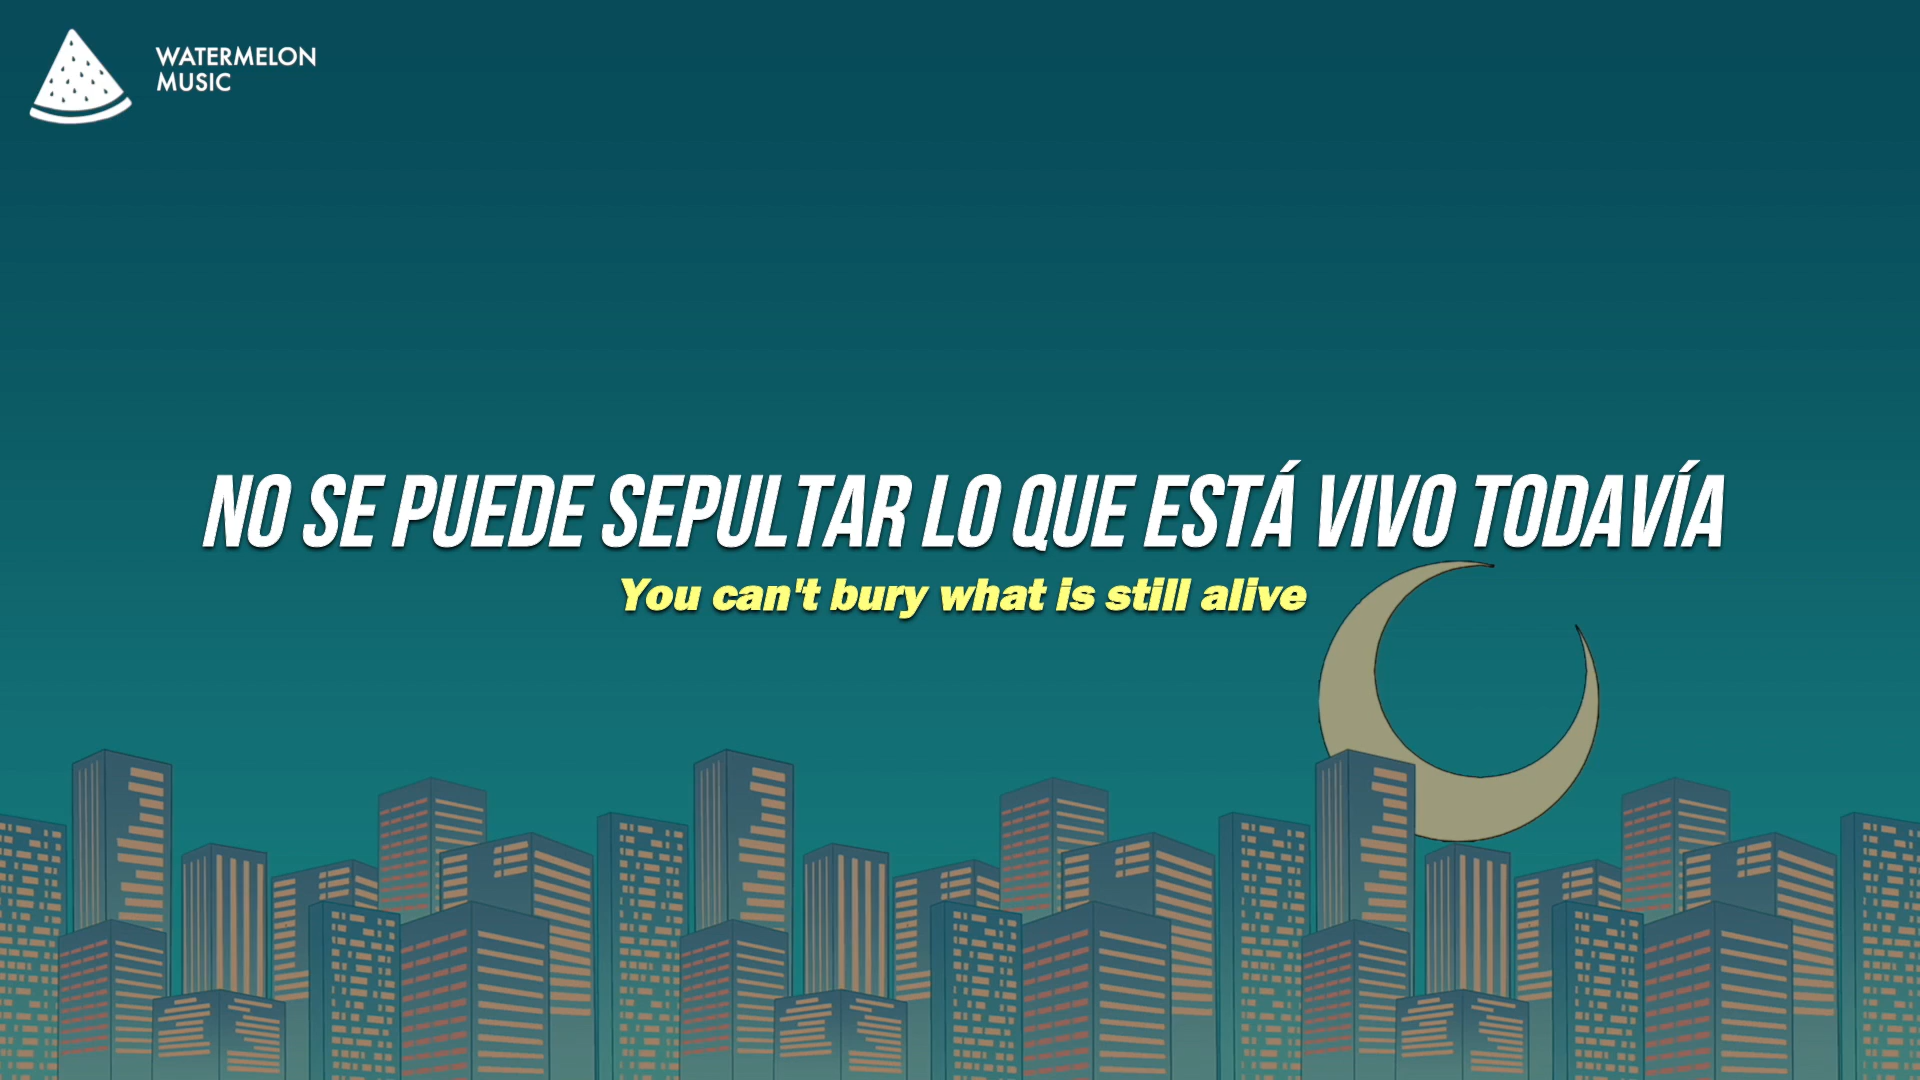 WATERMELON
MUSIC
NO SE PUEDE SEPULTAR LO QUE ESTÁ VIVO TODAVÍA
You can't bury what is still alive